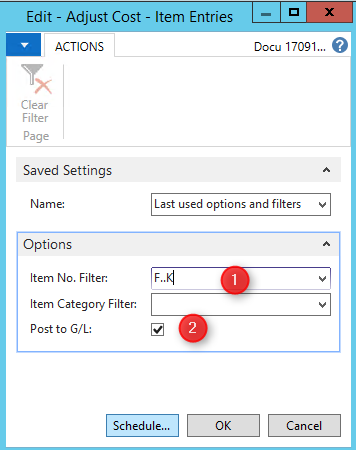 Edit - Adjust Cost - Item Entries
ACTIONS
Docu 17091... ?
Clear
Filter
Page
Saved Settings
Name: Last used options and filters
Options
Item No. Filter: F..K 1
Item Category Filter:
Post to G/L: 2
Schedule... OK Cancel